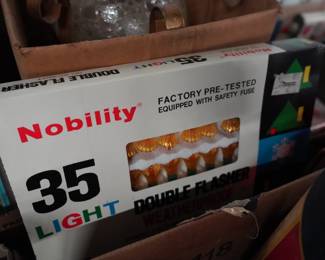 DOUBLE FLASHER
35
LIGHT
Nobility®
FACTORY PRE-TESTED
EQUIPPED WITH SAFETY FUSE
35
LIGHT
DOUBLE FLASHER